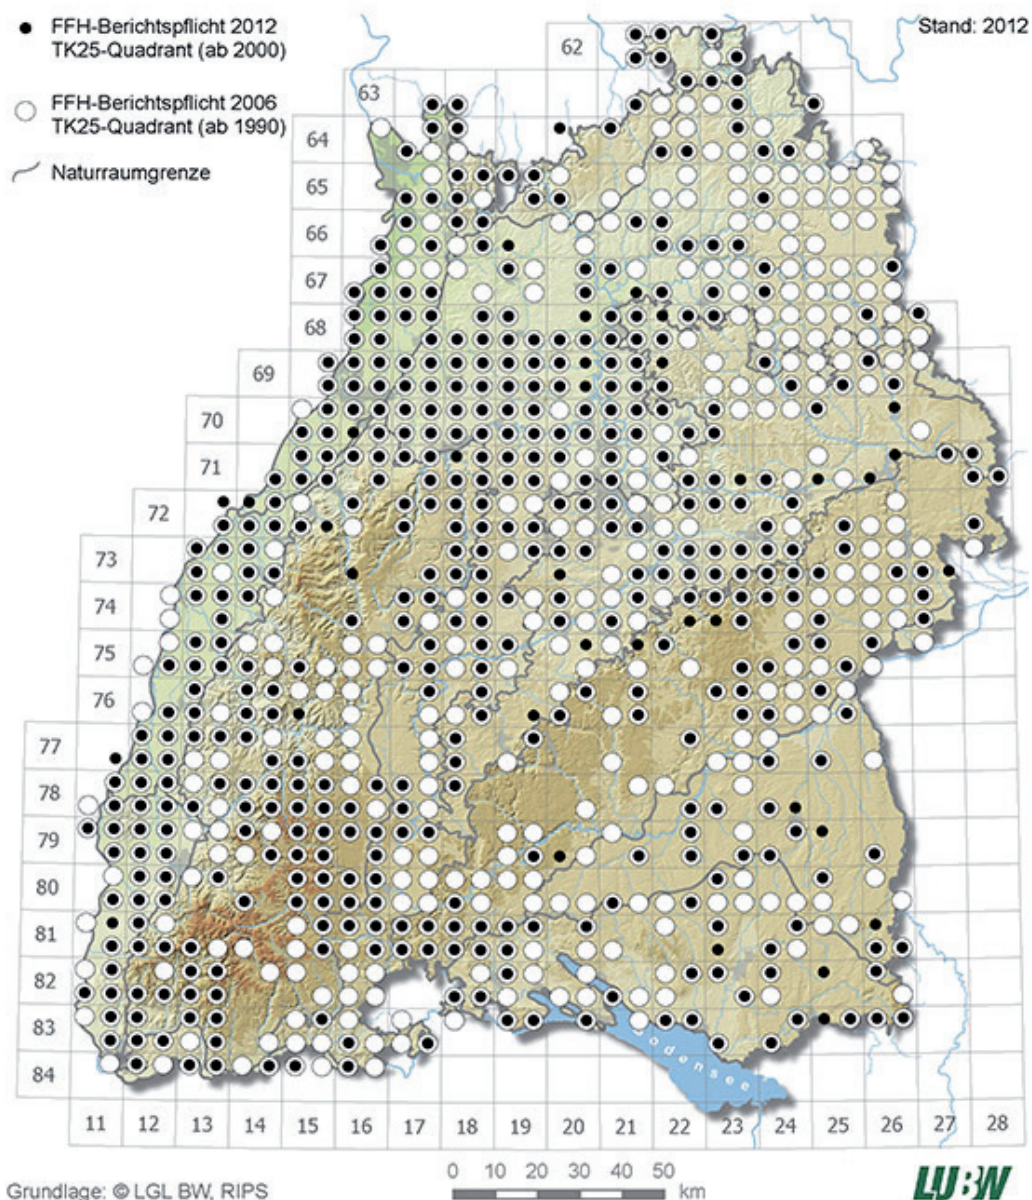 FFH-Berichtspflicht 2012
TK25-Quadrant (ab 2000)
FFH-Berichtspflicht 2006
TK25-Quadrant (ab 1990)
Naturraumgrenze
Stand: 2012
62
63
64
65
66
67
68
69
70
71
72
73
74
75
76
77
78
79
80
81
82
83
84
odensee
11 12 13 14 15 16 17 18 19 20 21 22 23 24 25 26 27 28
0 10 20 30 40 50
km
Grundlage: © LGL BW, RIPS
LUBW